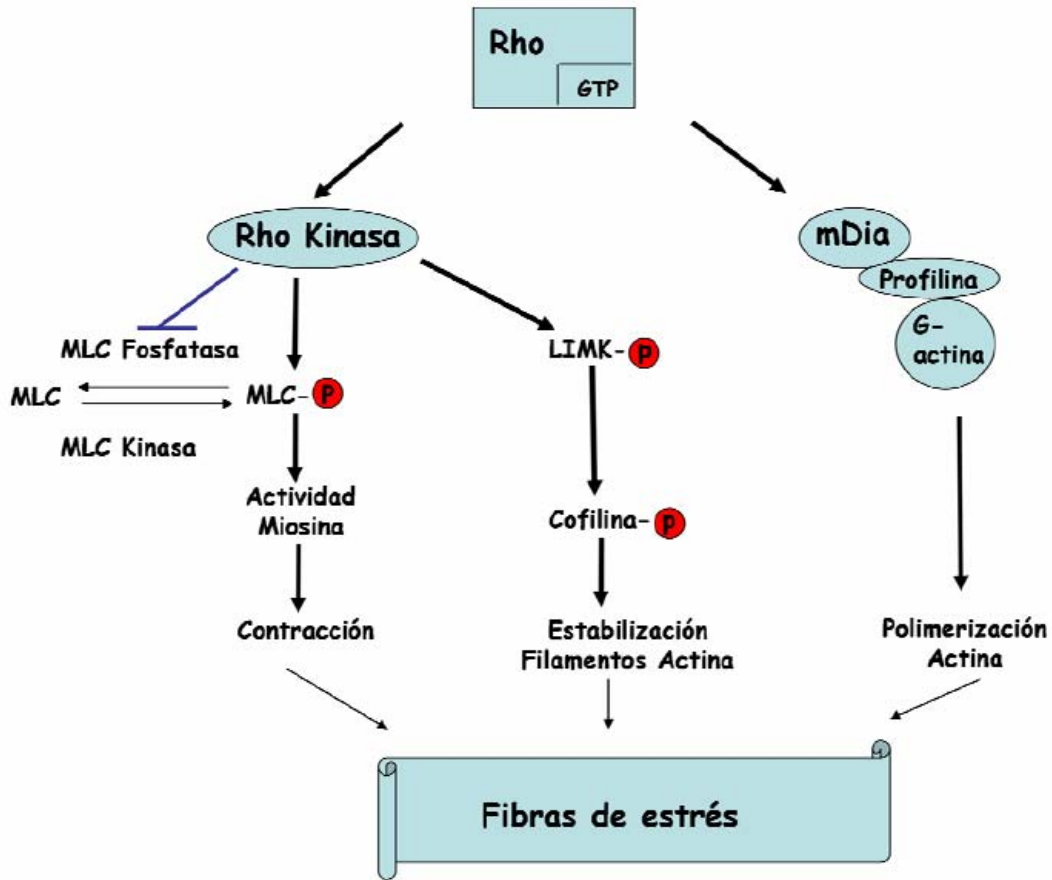 Rho
GTP
Rho Kinasa
mDia
Profilina
G-
actina
MLC Fosfatasa
LIMK-P
MLC
MLC-P
MLC Kinasa
Actividad
Miosina
Cofilina-P
Contracción
Estabilización
Filamentos Actina
Polimerización
Actina
Fibras de estrés